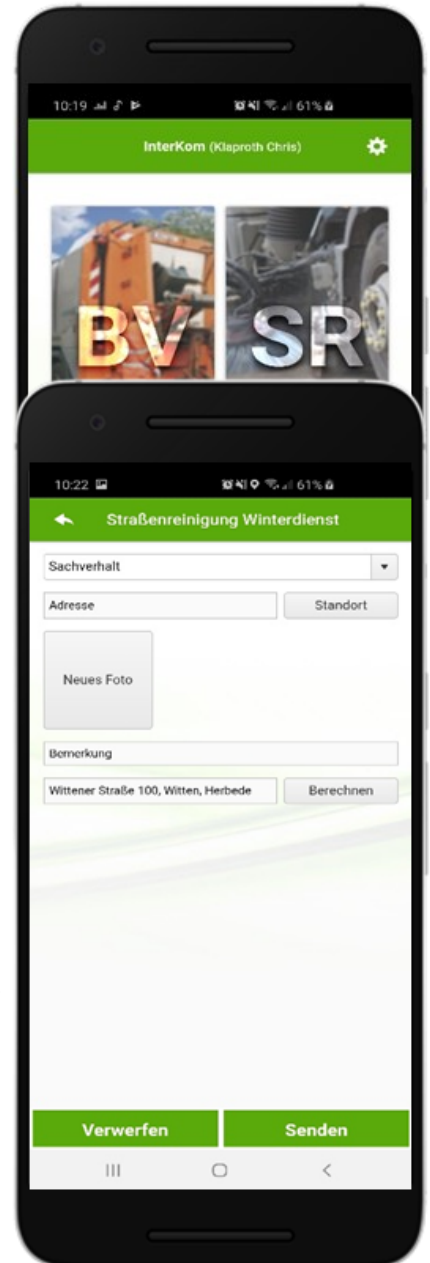 10:19 61%
InterKom (Klaproth Chris)
BV SR
10:22 61%
Straßenreinigung Winterdienst
Sachverhalt
Adresse Standort
Neues Foto
Bemerkung
Wittener Straße 100, Witten, Herbede Berechnen
Verwerfen Senden